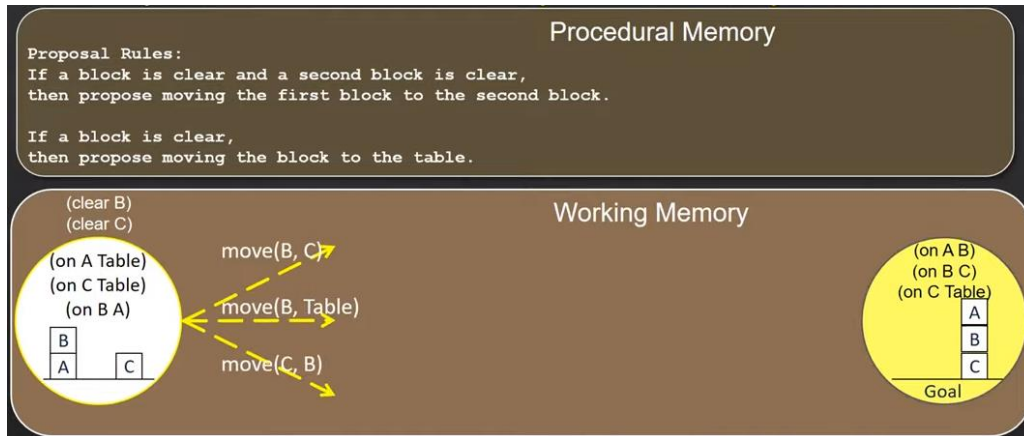 Procedural Memory
Proposal Rules:
If a block is clear and a second block is clear,
then propose moving the first block to the second block.
If a block is clear,
then propose moving the block to the table.
Working Memory
(clear B)
(clear C)
(on A Table)
(on C Table)
(on B A)
B
A
C
move(B, C)
move(B, Table)
move(C, B)
(on A B)
(on B C)
(on C Table)
A
B
C
Goal